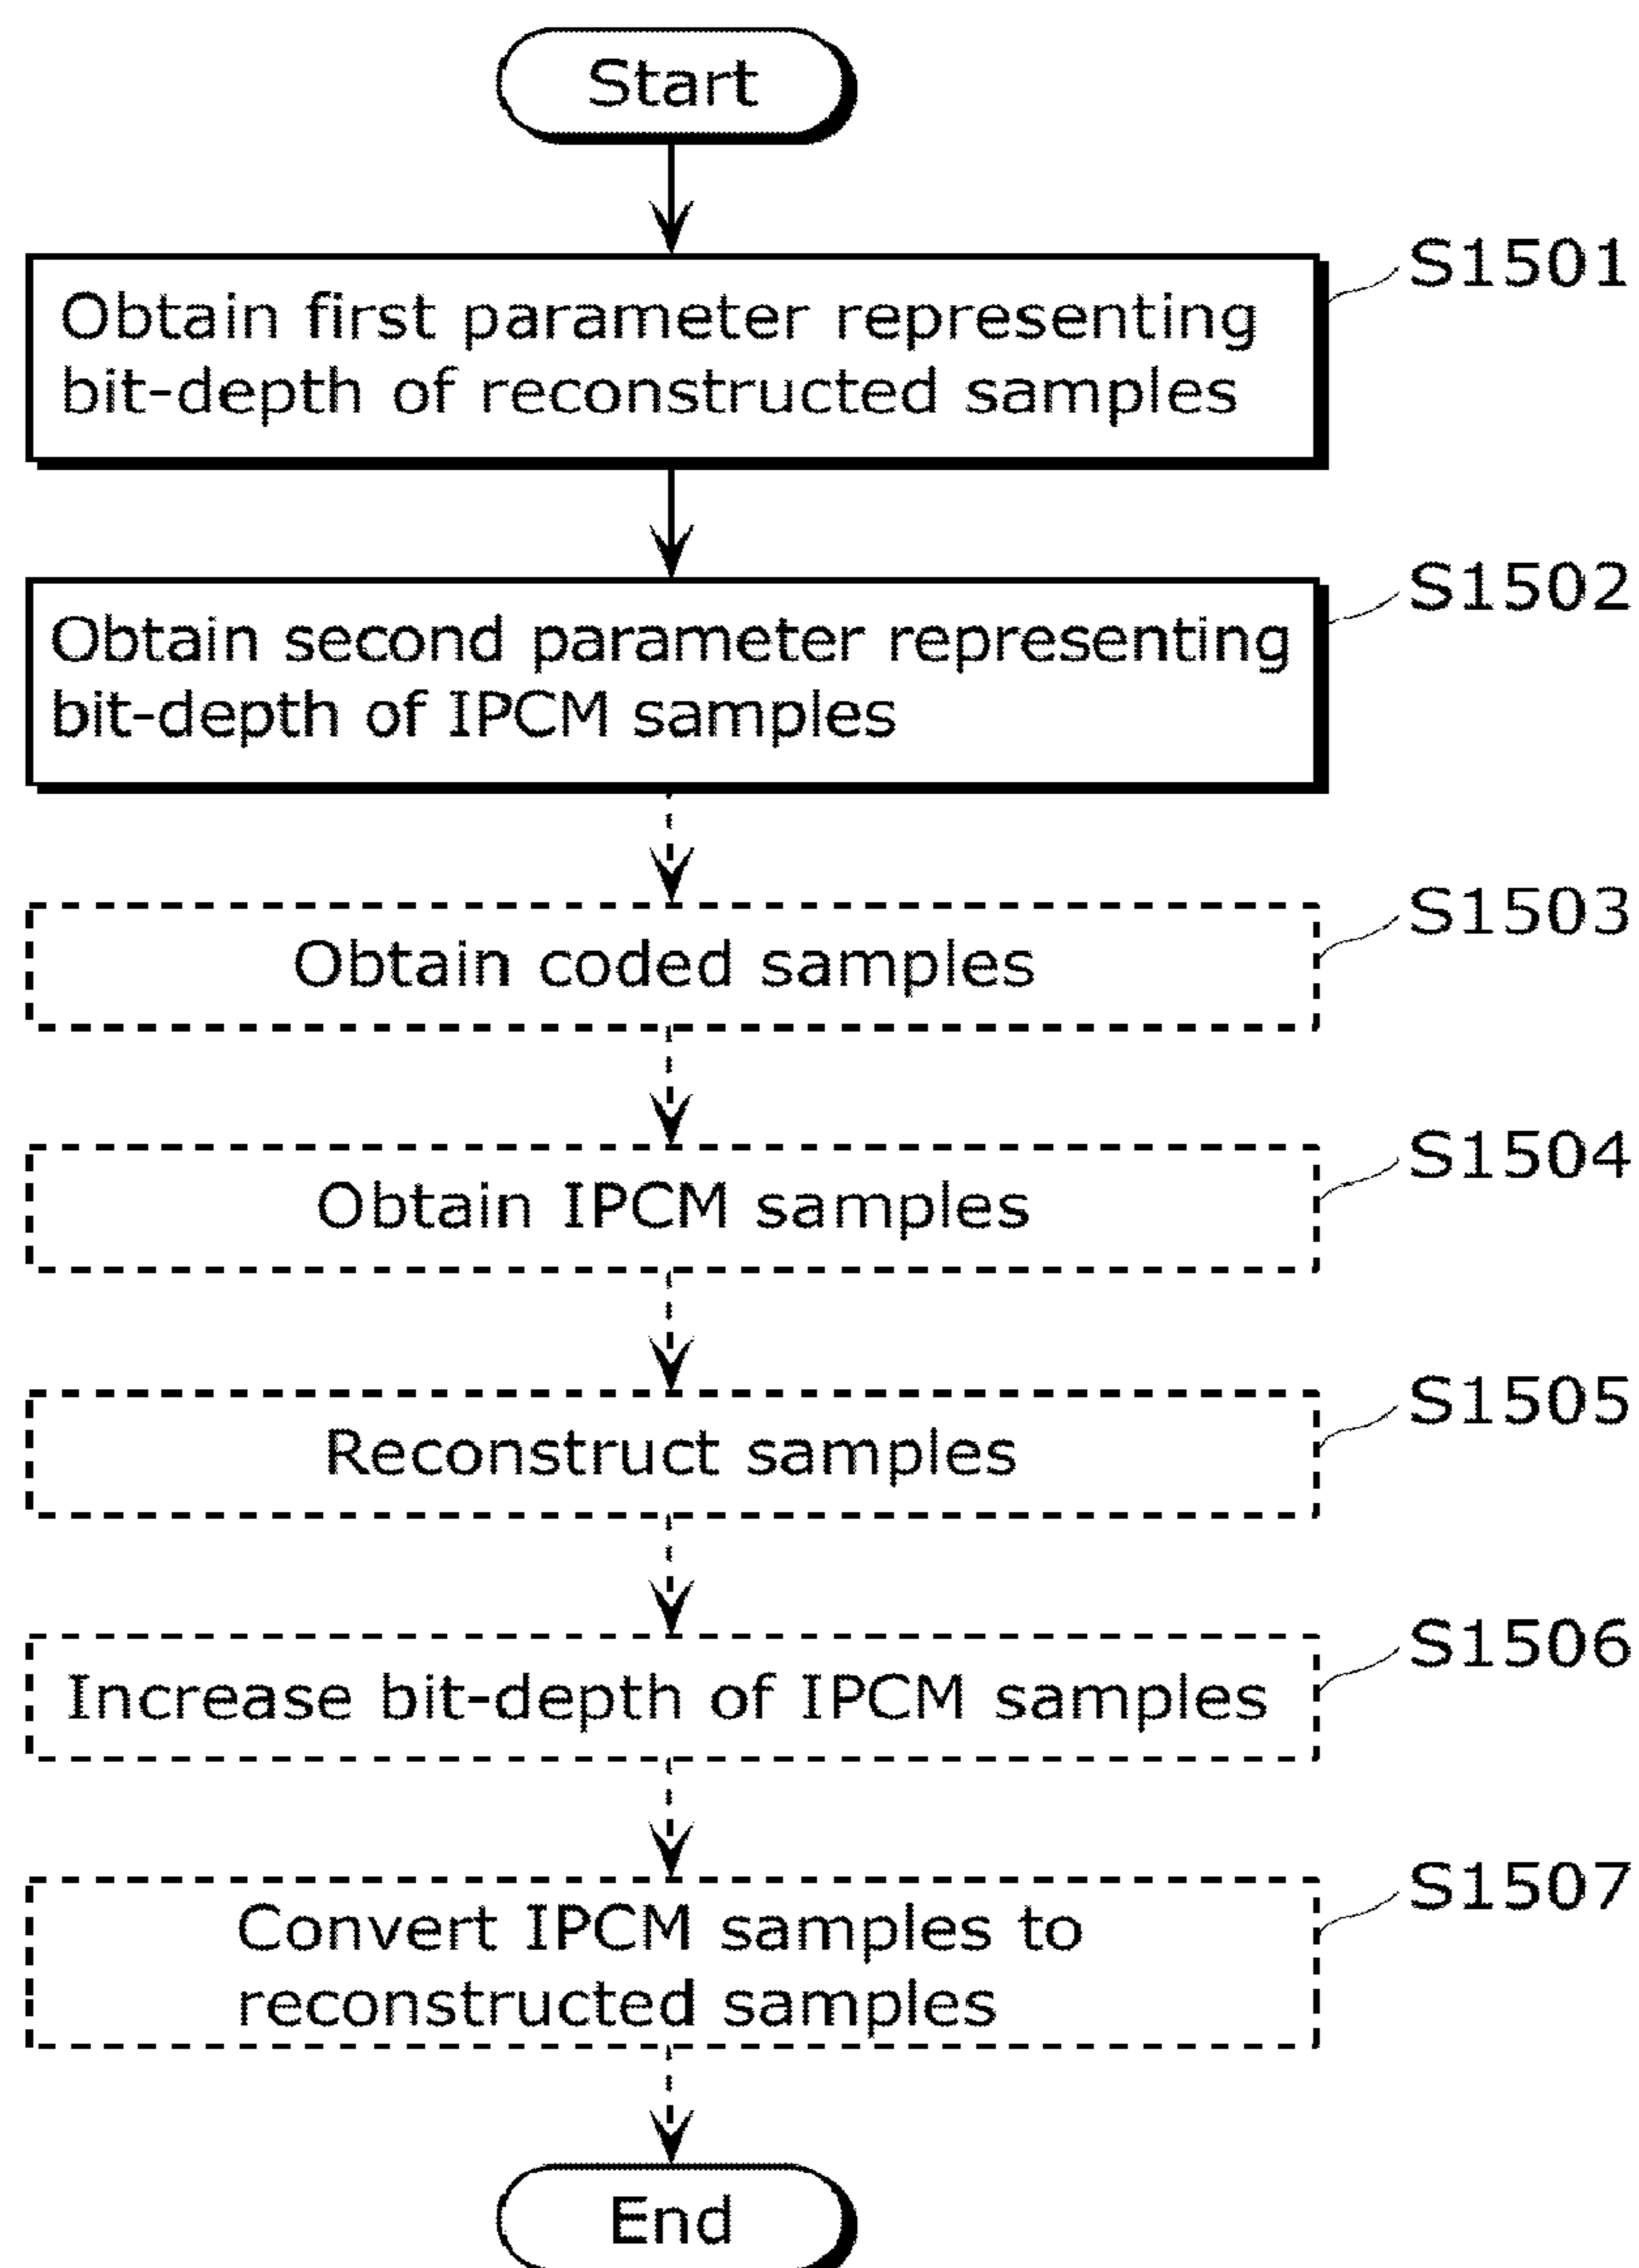 Start
S1501
Obtain first parameter representing
bit-depth of reconstructed samples
S1502
Obtain second parameter representing
bit-depth of IPCM samples
S1503
Obtain coded samples
S1504
Obtain IPCM samples
S1505
Reconstruct samples
S1506
Increase bit-depth of IPCM samples
S1507
Convert IPCM samples to
reconstructed samples
End